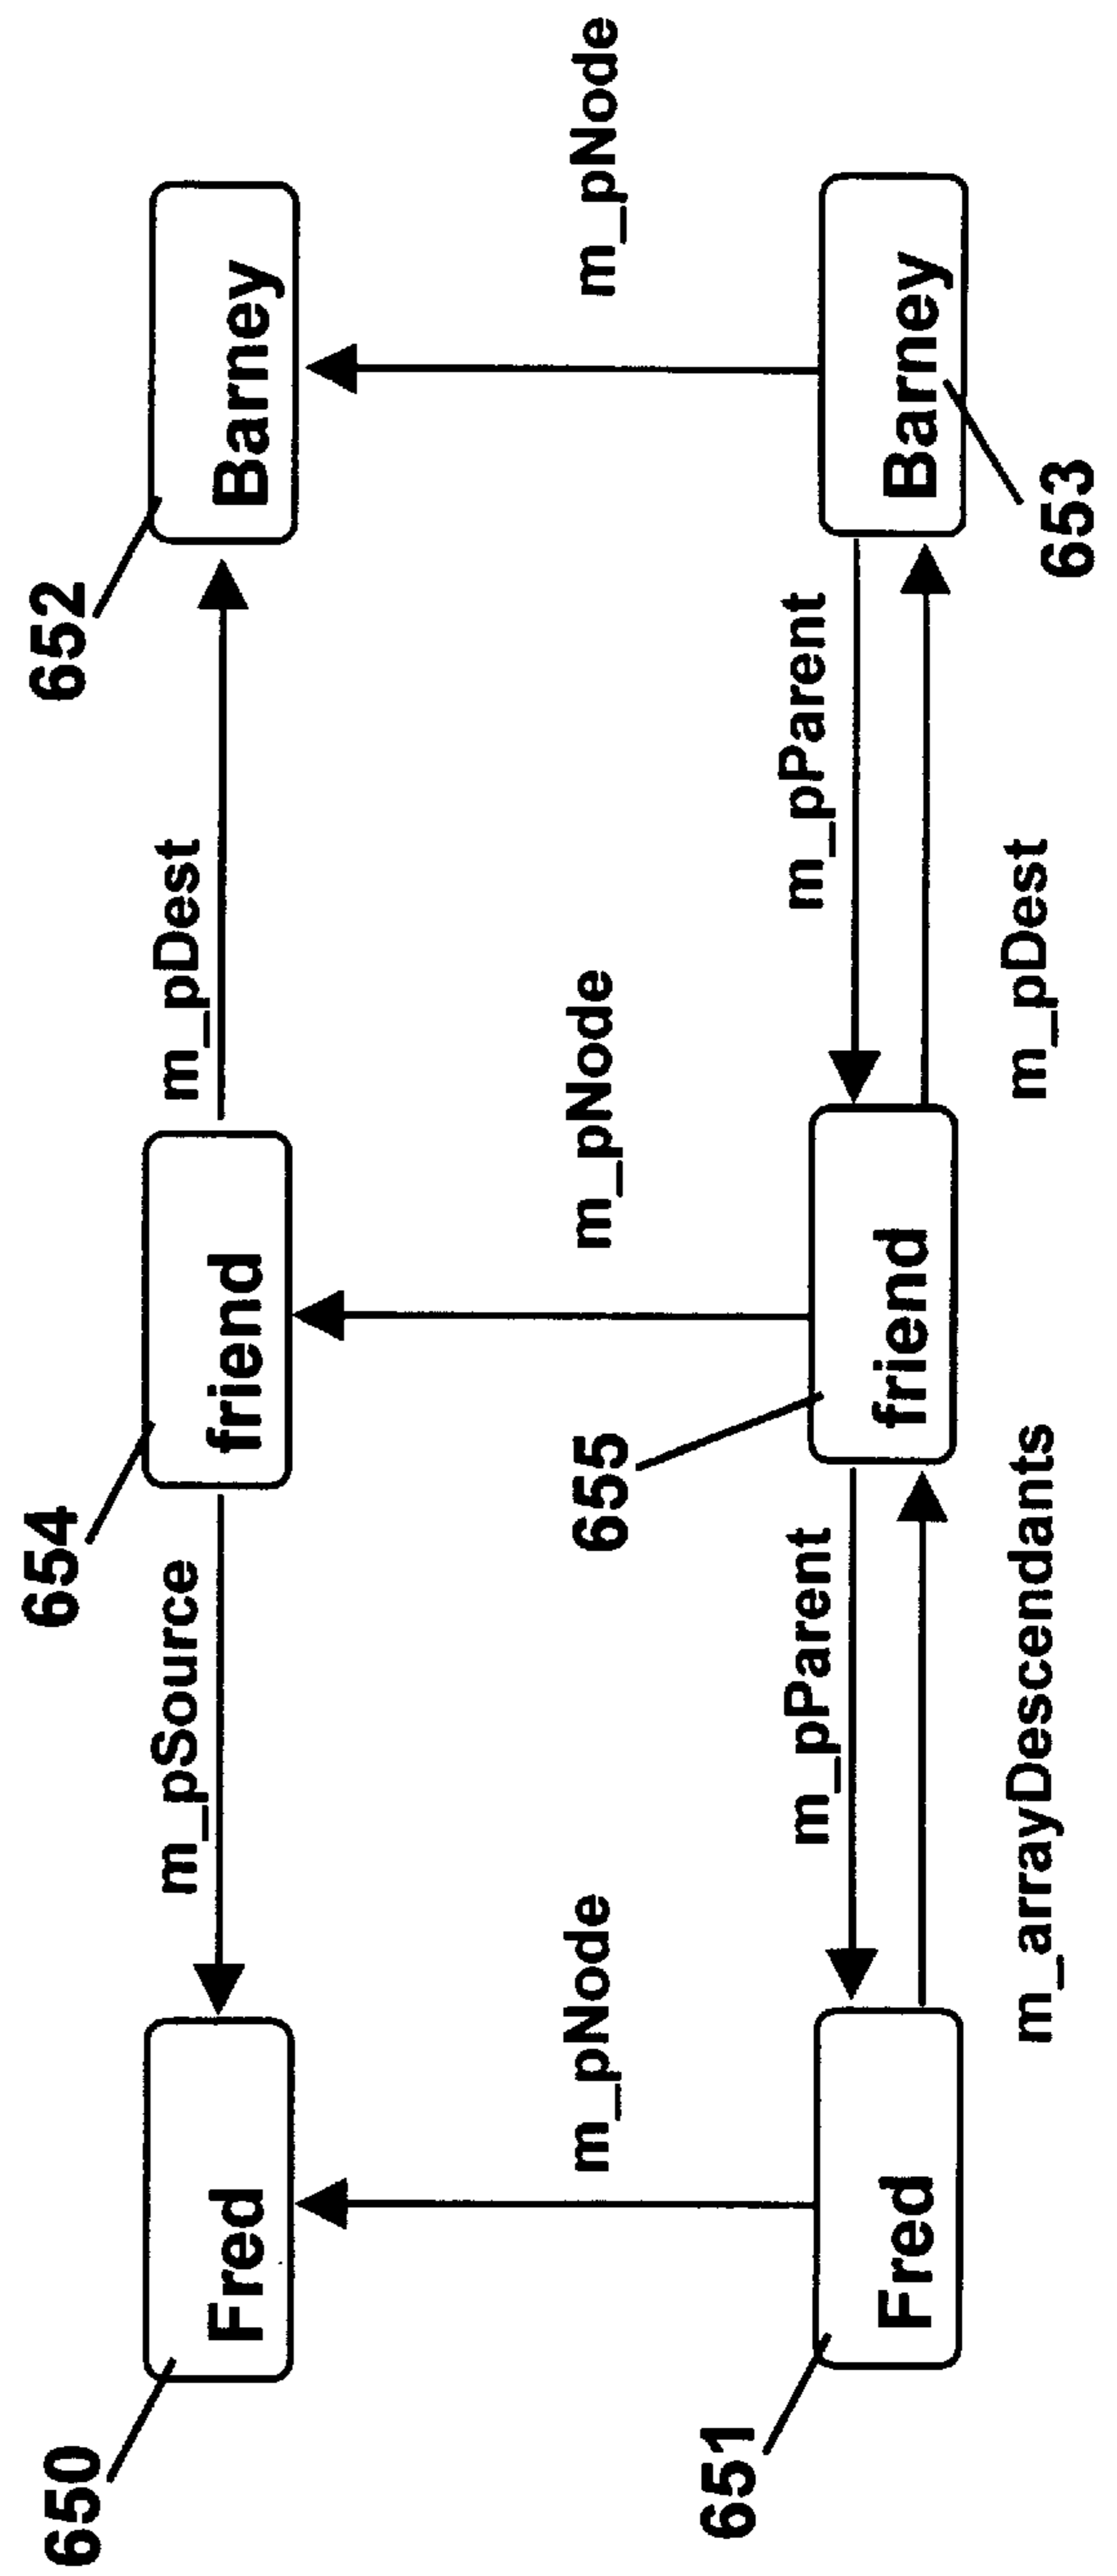 650
654
652
m_pSource
m_pDest
Fred
friend
Barney
m_pNode
m_pNode
m_pNode
651
655
m_pParent
m_pParent
Fred
friend
Barney
m_arrayDescendants
m_pDest
653